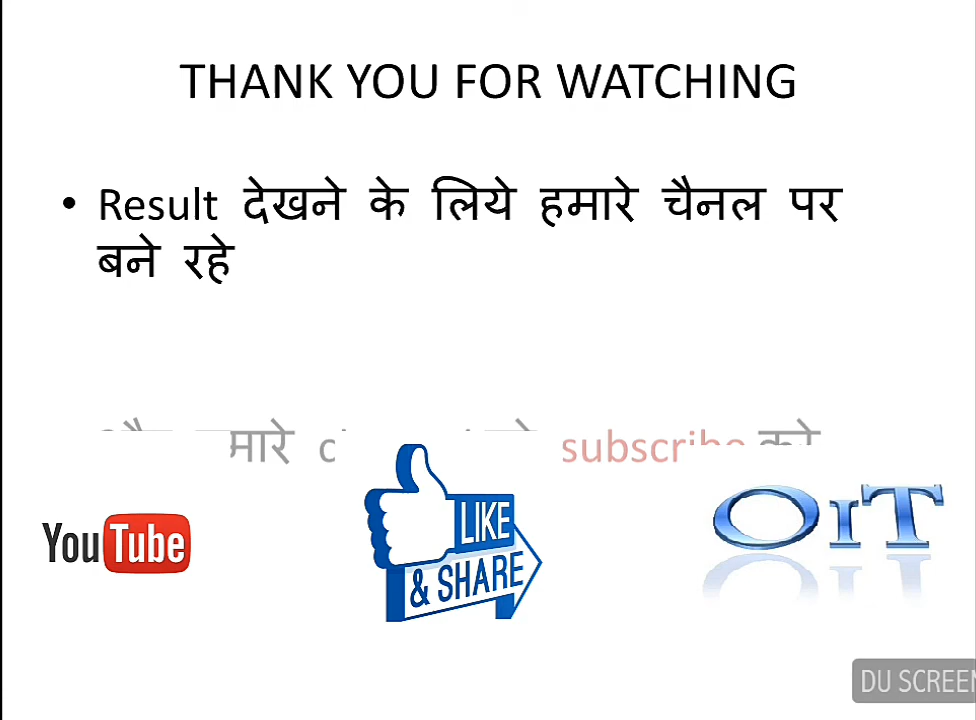 THANK YOU FOR WATCHING
• Result देखने के लिये हमारे चैनल पर
बने रहे
subscribe को
YouTube
LIKE
& SHARE
OIT
DU SCREEN